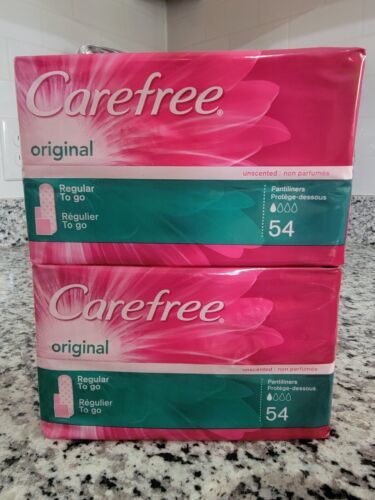 Carefree®
original
unscented | non parfumés
Regular
To go
Régulier
To go
Pantiliners
Protège-dessous
54
Carefree®
original
unscented | non parfumés
Regular
To go
Régulier
To go
Pantiliners
Protège-dessous
54